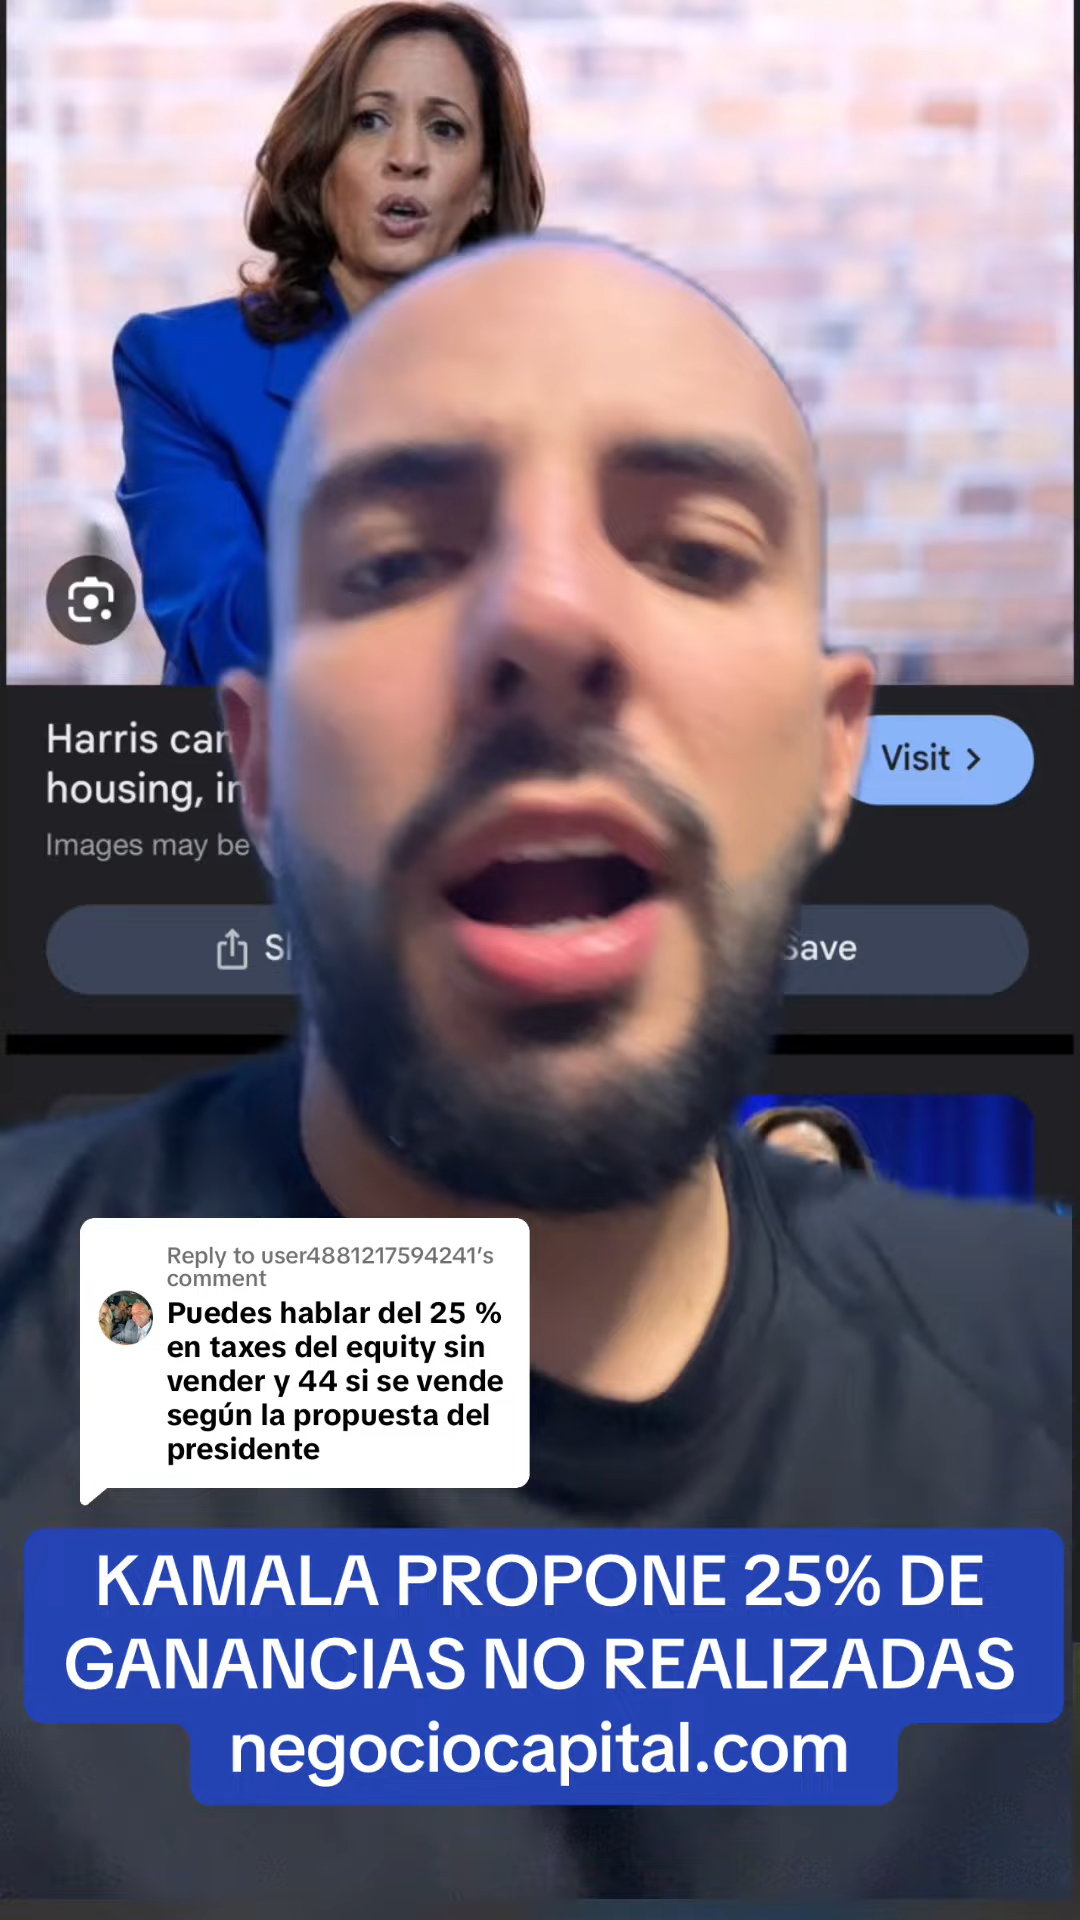 Harris
housing,
Images may be
Visit
Save
Reply to user4881217594241's
comment
Puedes hablar del 25 %
en taxes del equity sin
vender y 44 si se vende
según la propuesta del
presidente
KAMALA PROPONE 25% DE
GANANCIAS NO REALIZADAS
negociocapital.com